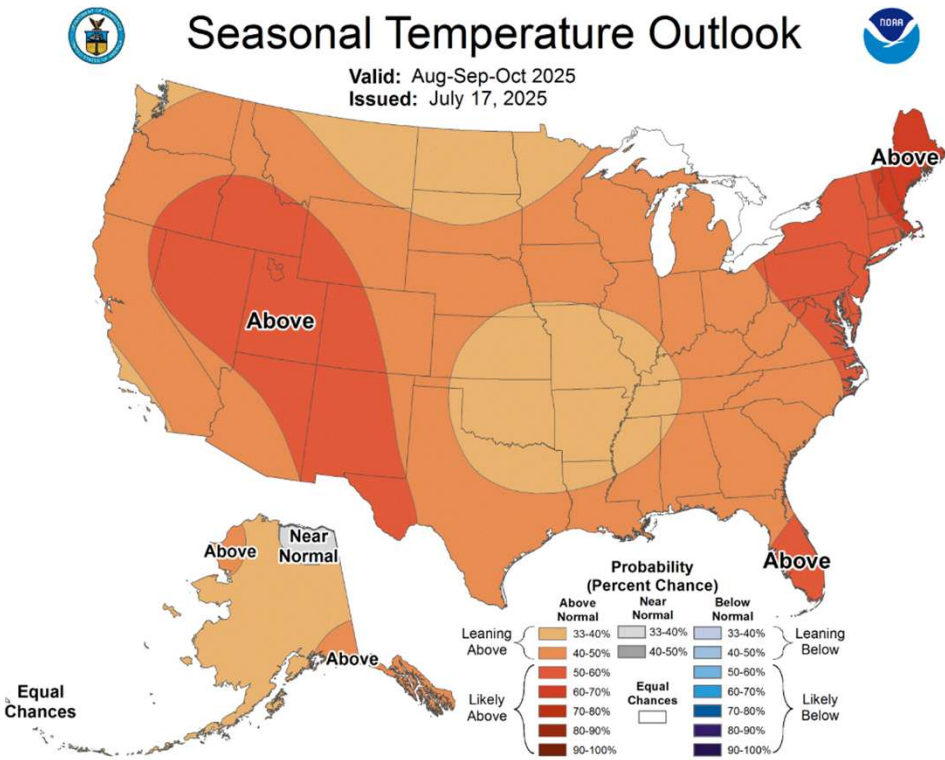 Seasonal Temperature Outlook
NOAA
Valid: Aug-Sep-Oct 2025
Issued: July 17, 2025
Above
Above
Above
Above
Near
Normal
Above
Equal
Chances
Probability
(Percent Chance)
Above
Normal
Near
Normal
Below
Normal
Leaning
Above
33-40%
33-40%
33-40%
Leaning
Below
40-50%
40-50%
40-50%
Likely
Above
50-60%
60-70%
70-80%
80-90%
90-100%
Equal
Chances
50-60%
60-70%
70-80%
80-90%
90-100%
Likely
Below